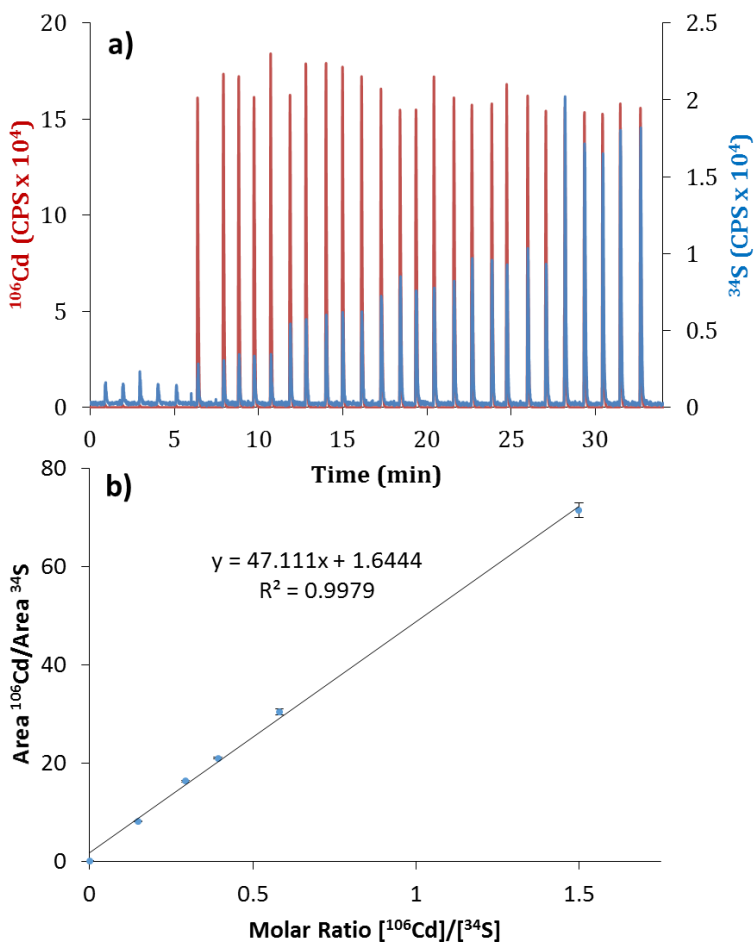 a)
20
15
10
5
0
¹⁰⁶Cd (CPS x 10⁴)
2.5
2
1.5
1
0.5
0
³⁴S (CPS x 10⁴)
0 5 10 15 20 25 30
Time (min)
b)
80
60
40
20
0
Area ¹⁰⁶Cd/Area ³⁴S
y = 47.111x + 1.6444
R² = 0.9979
0 0.5 1 1.5
Molar Ratio [¹⁰⁶Cd]/[³⁴S]